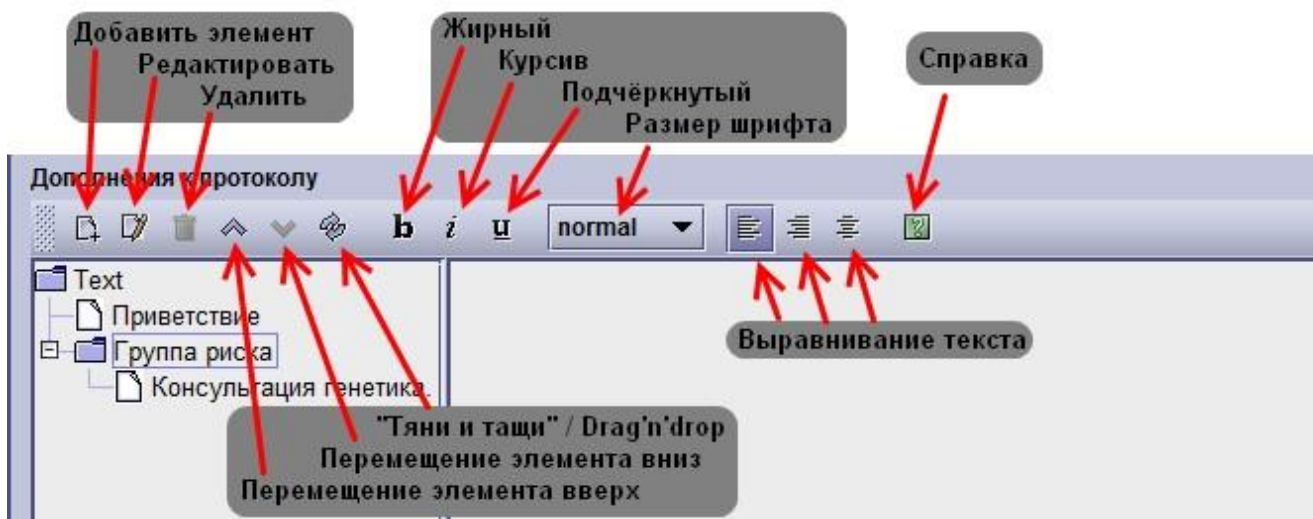 Добавить элемент
Редактировать
Удалить
Жирный
Курсив
Подчёркнутый
Размер шрифта
Справка
Дополнения к протоколу
b i u normal
Text
Приветствие
Группа риска
Консультация генетика.
Выравнивание текста
"Тяни и тащи" / Drag'n'drop
Перемещение элемента вниз
Перемещение элемента вверх